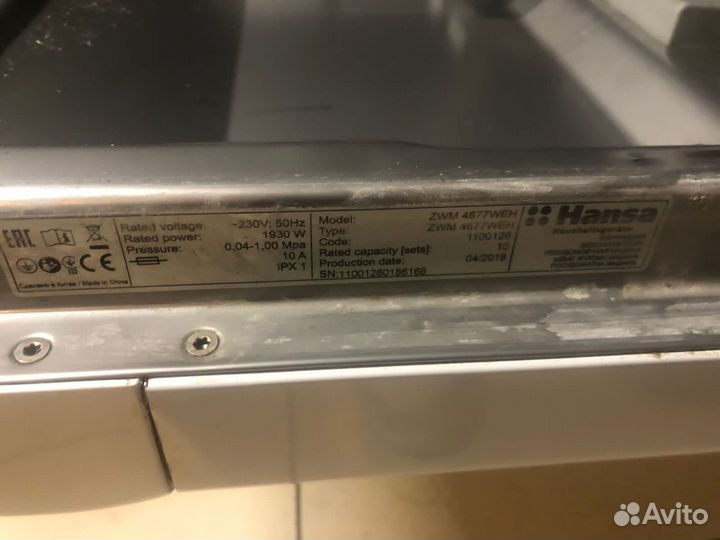 EAC
CE
Сделано в Китае / Made in China
Rated voltage: ~230V; 50Hz
Rated power: 1930 W
Pressure: 0,04-1,00 Mpa
10 A
IPX 1
Model: ZWM 4677WEH
Type: ZWM 4677WEH
Code: 1100126
Rated capacity [sets]: 10
Production date: 04/2018
SN:11001260186168
Hansa
Haushaltsgeräte
Avito